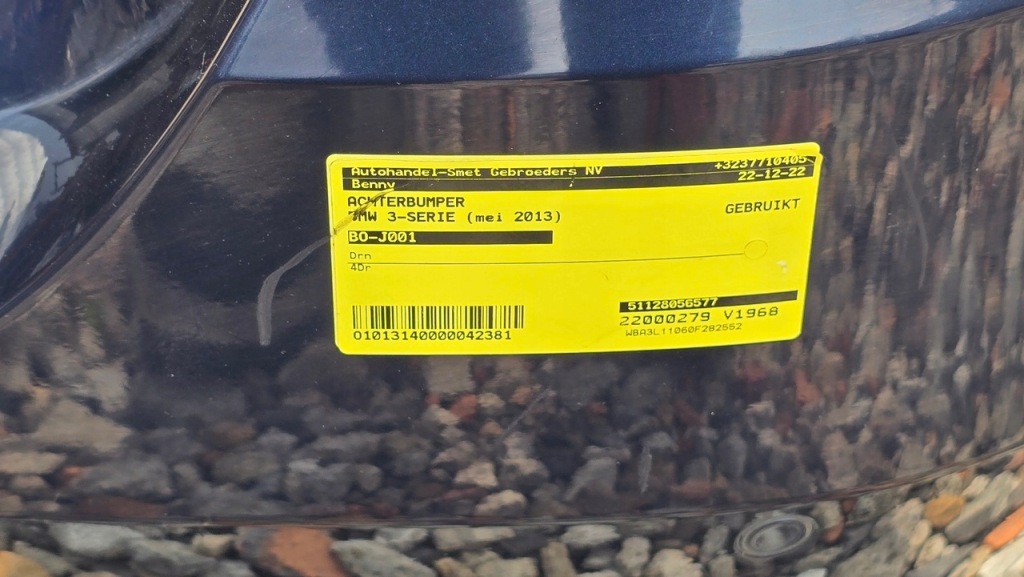 Autohandel-Smet Gebroeders NV +3237710405
Benny 22-12-22
ACHTERBUMPER
BMW 3-SERIE (mei 2013) GEBRUIKT
BO-J001
Drn
4Dr
51128056577
22000279 V1968
01013140000042381
WBA3L11060F282552